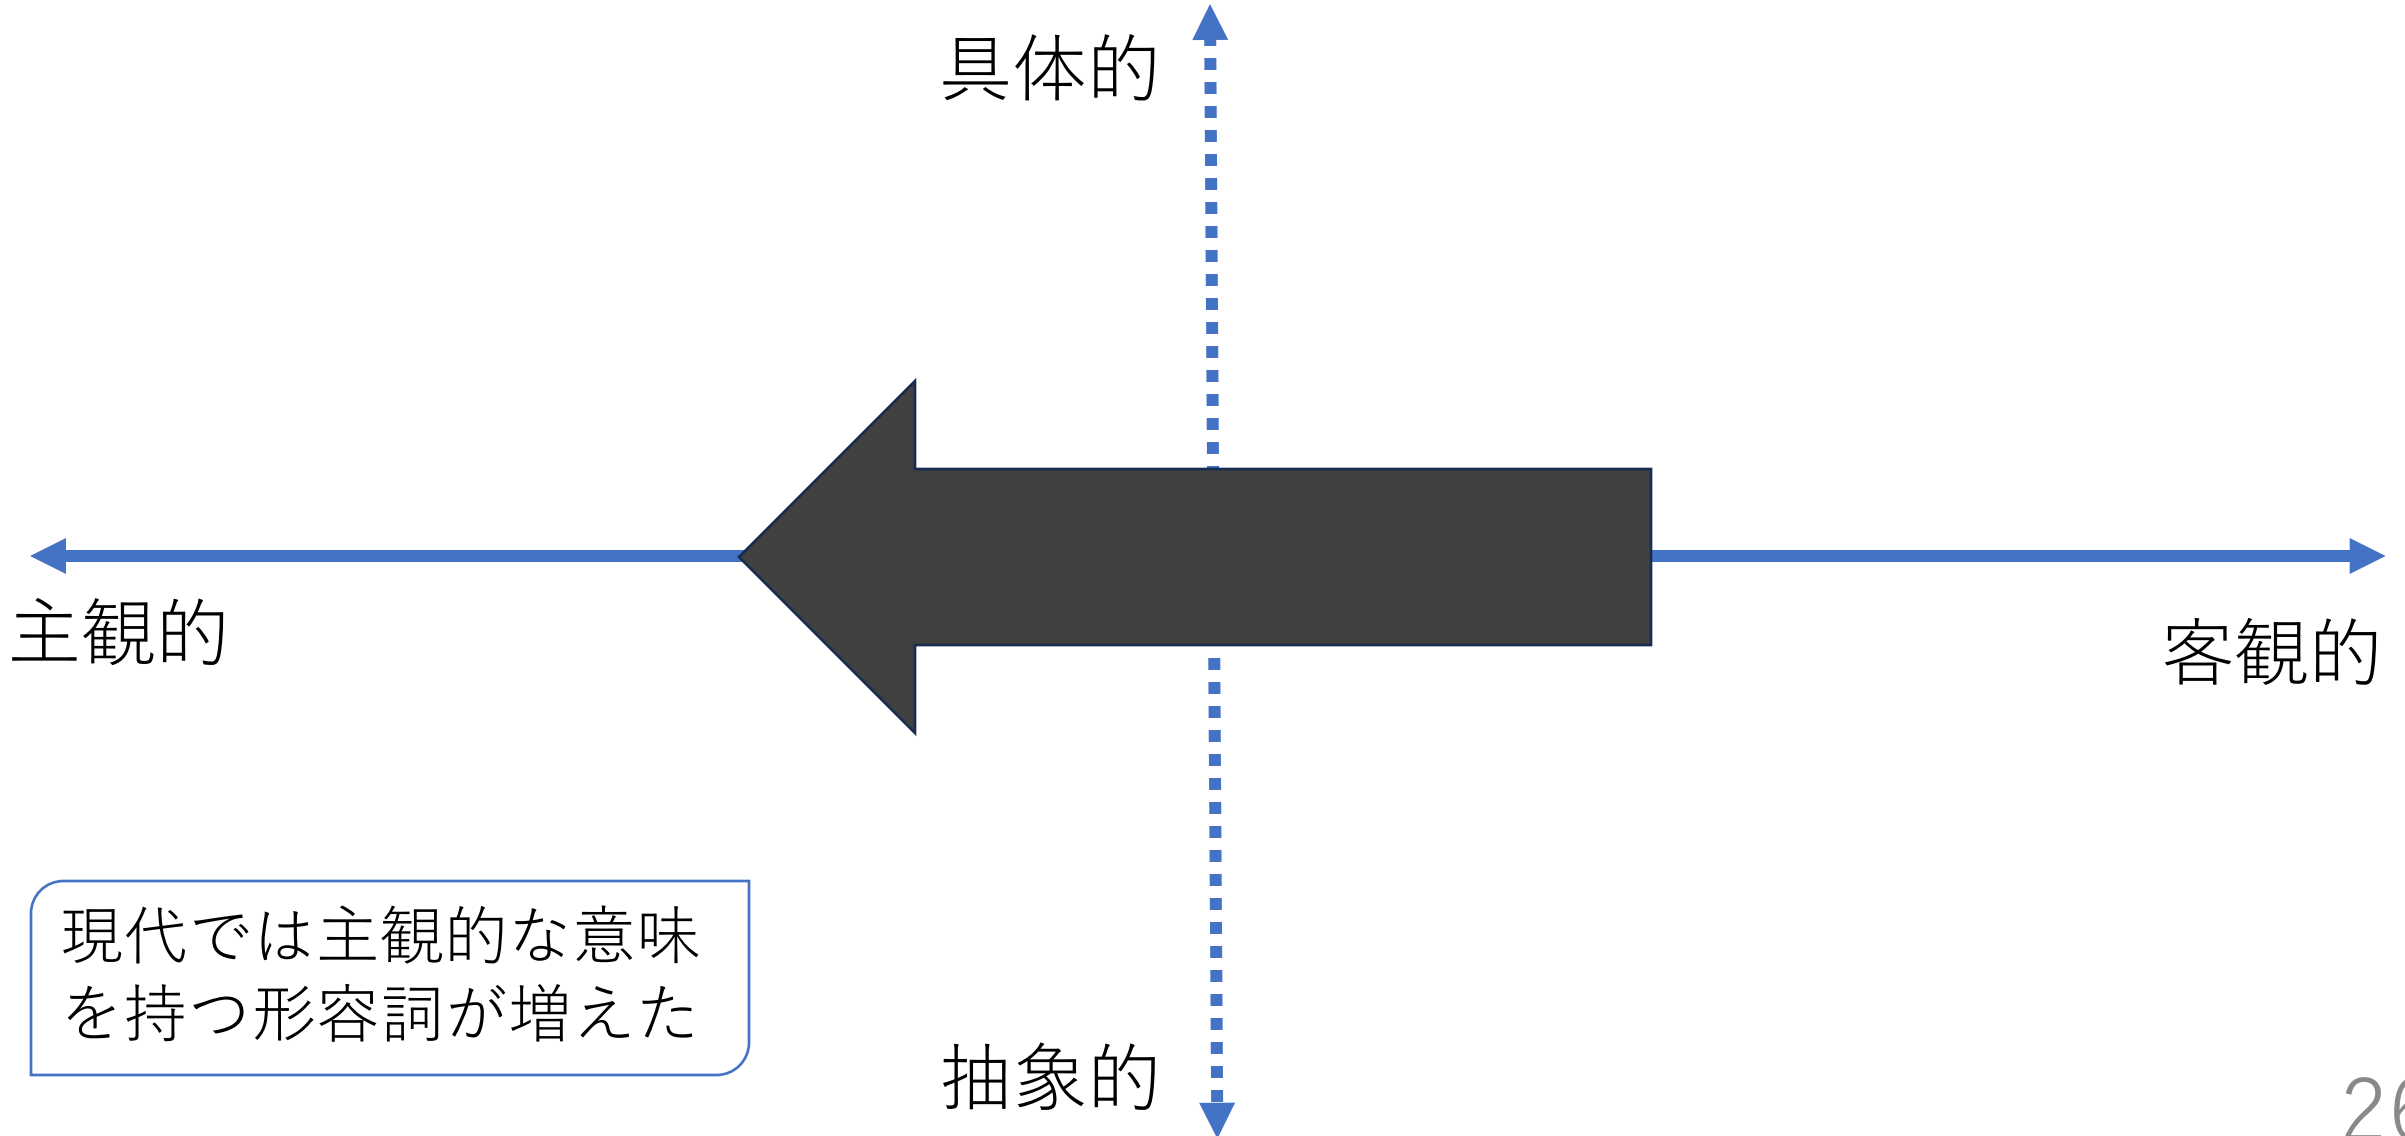 具体的
主観的
客観的
現代では主観的な意味
を持つ形容詞が増えた
抽象的
26